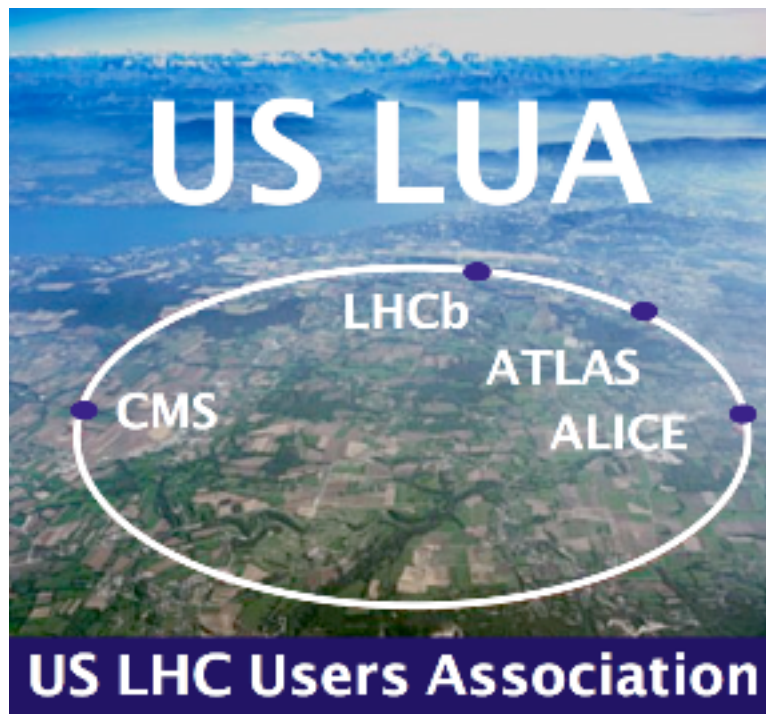 US LUA
LHCb
ATLAS
CMS
ALICE
US LHC Users Association